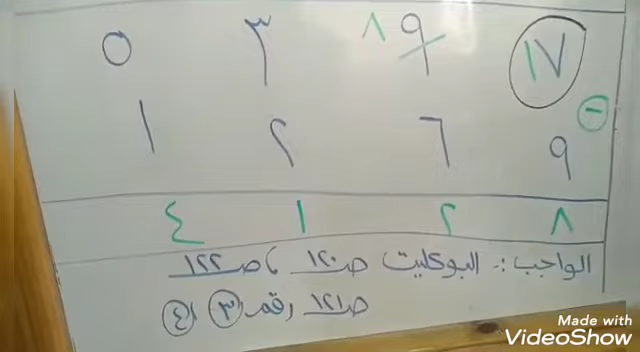 ٥ ٣ ٨ ٩ ١٧
١ ٢ ٦ ٩ -
٤ ١ ٢ ٨
الواجب :- البوكليت ص١٢٠ ، ص١٢٢
ص١٢١ رقم ٣ ، ٤
Made with
VideoShow